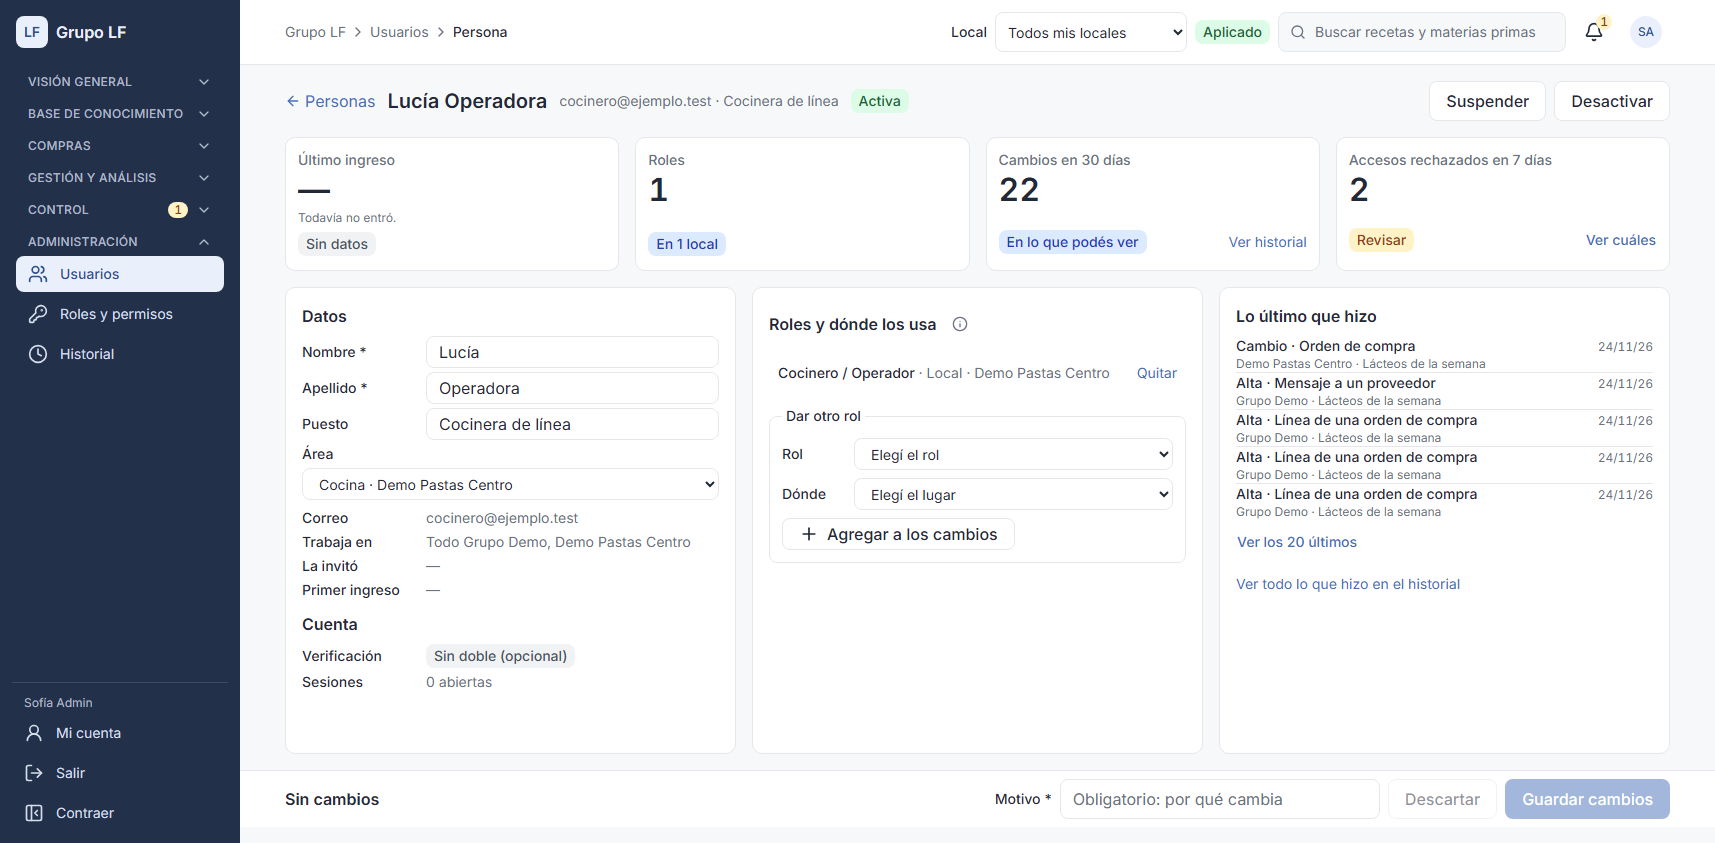 LF Grupo LF
VISIÓN GENERAL
BASE DE CONOCIMIENTO
COMPRAS
GESTIÓN Y ANÁLISIS
CONTROL 1
ADMINISTRACIÓN
Usuarios
Roles y permisos
Historial
Sofía Admin
Mi cuenta
Salir
Contraer
Grupo LF > Usuarios > Persona
Local Todos mis locales Aplicado Buscar recetas y materias primas 1 SA
← Personas Lucía Operadora cocinero@ejemplo.test · Cocinera de línea Activa Suspender Desactivar
Último ingreso
—
Todavía no entró.
Sin datos
Roles
1
En 1 local
Cambios en 30 días
22
En lo que podés ver Ver historial
Accesos rechazados en 7 días
2
Revisar Ver cuáles
Datos
Nombre * Lucía
Apellido * Operadora
Puesto Cocinera de línea
Área
Cocina · Demo Pastas Centro
Correo cocinero@ejemplo.test
Trabaja en Todo Grupo Demo, Demo Pastas Centro
La invitó —
Primer ingreso —
Cuenta
Verificación Sin doble (opcional)
Sesiones 0 abiertas
Roles y dónde los usa
Cocinero / Operador · Local · Demo Pastas Centro Quitar
Dar otro rol
Rol Elegí el rol
Dónde Elegí el lugar
+ Agregar a los cambios
Lo último que hizo
Cambio · Orden de compra 24/11/26
Demo Pastas Centro · Lácteos de la semana
Alta · Mensaje a un proveedor 24/11/26
Grupo Demo · Lácteos de la semana
Alta · Línea de una orden de compra 24/11/26
Grupo Demo · Lácteos de la semana
Alta · Línea de una orden de compra 24/11/26
Grupo Demo · Lácteos de la semana
Alta · Línea de una orden de compra 24/11/26
Grupo Demo · Lácteos de la semana
Ver los 20 últimos
Ver todo lo que hizo en el historial
Sin cambios Motivo * Obligatorio: por qué cambia Descartar Guardar cambios